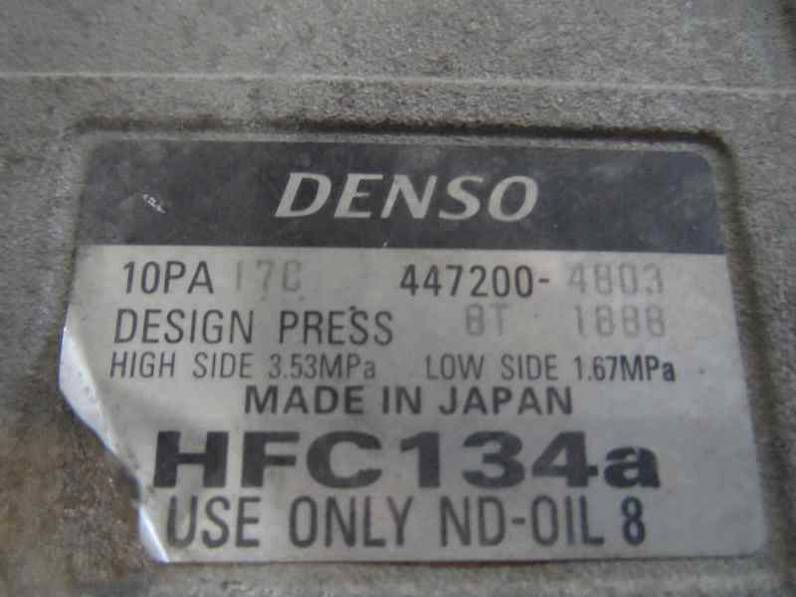 DENSO
10PA 17C 447200-4803
DESIGN PRESS 8T 1888
HIGH SIDE 3.53MPa LOW SIDE 1.67MPa
MADE IN JAPAN
HFC134a
USE ONLY ND-OIL 8